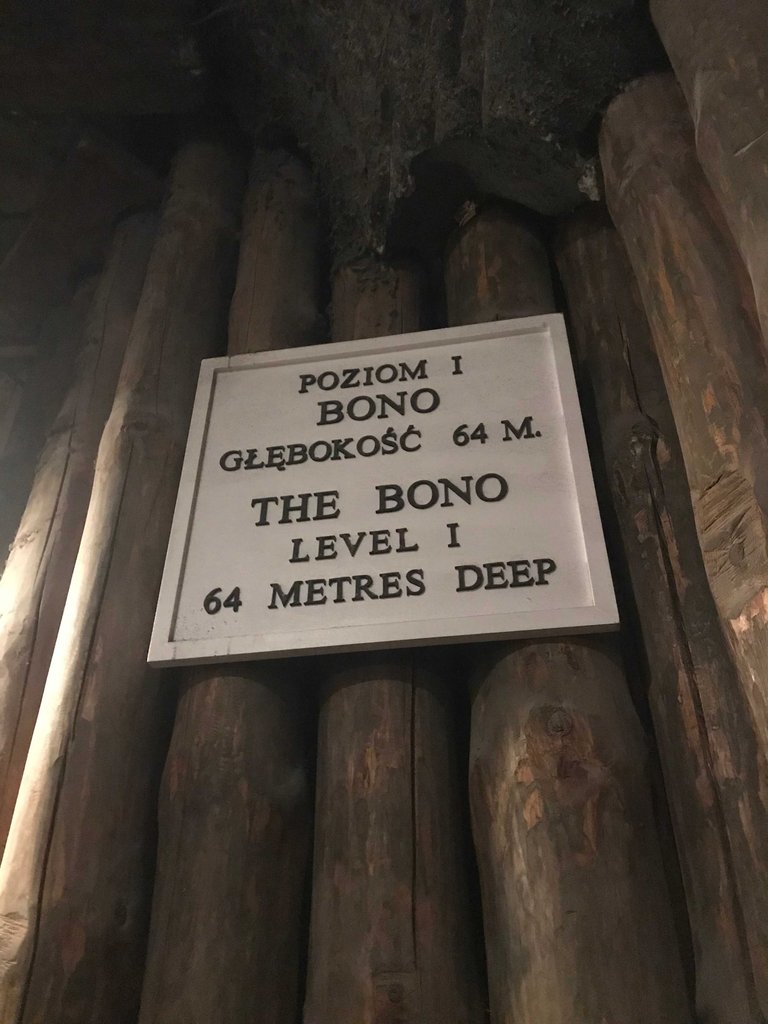 POZIOM I
BONO
GŁĘBOKOŚĆ 64 M.
THE BONO
LEVEL I
64 METRES DEEP